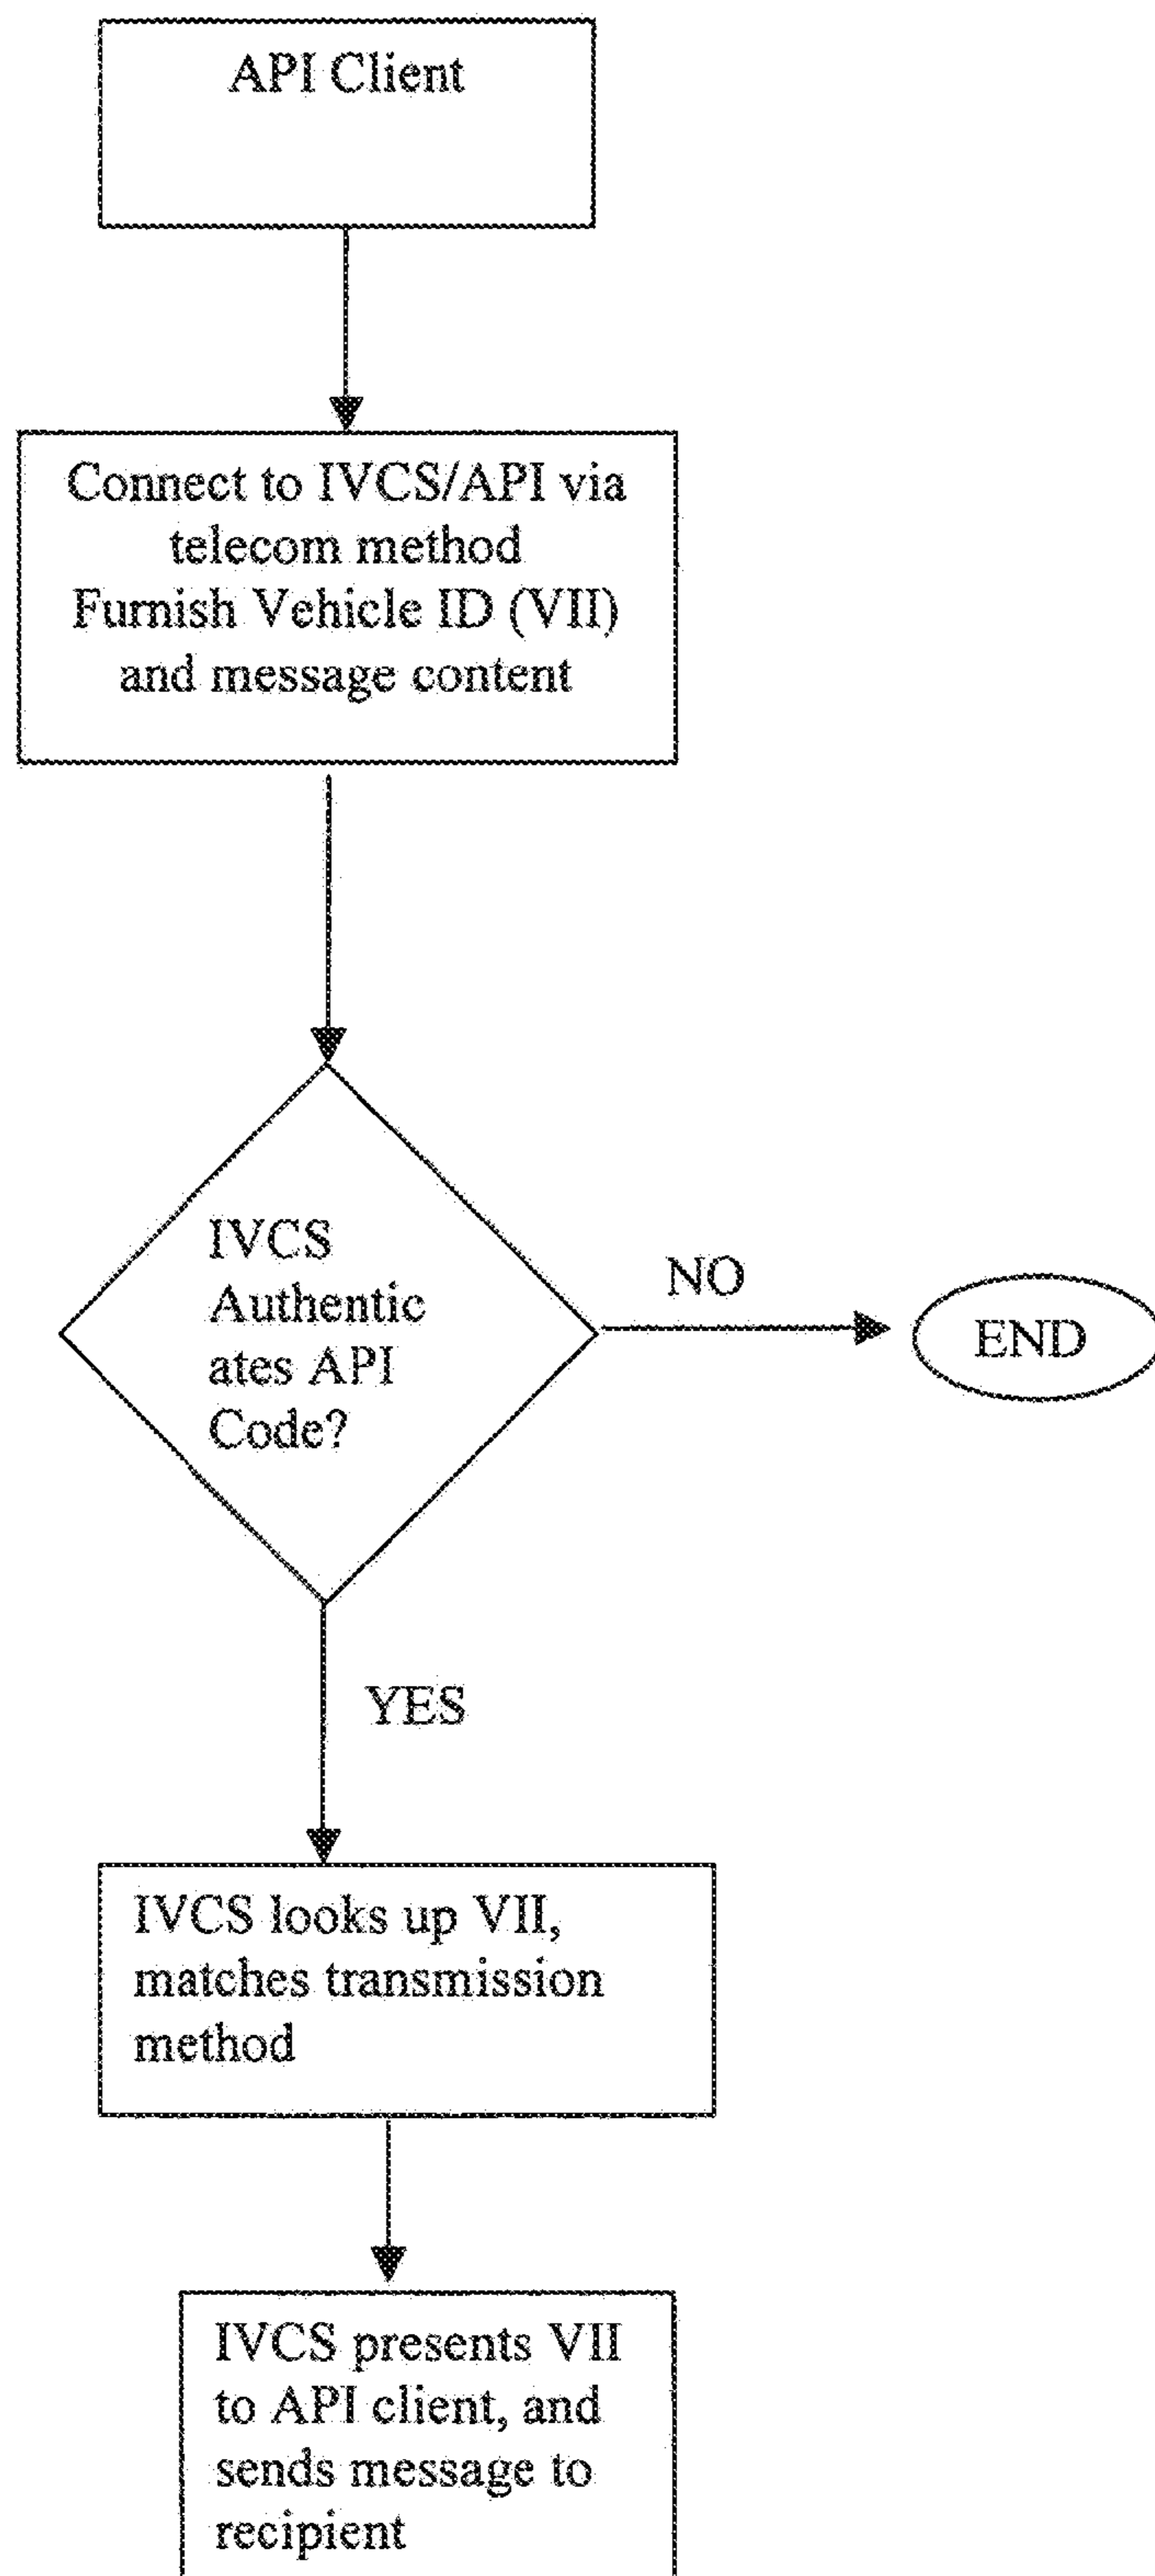 API Client
Connect to IVCS/API via
telecom method
Furnish Vehicle ID (VII)
and message content
IVCS
Authentic
ates API
Code?
NO
END
YES
IVCS looks up VII,
matches transmission
method
IVCS presents VII
to API client, and
sends message to
recipient